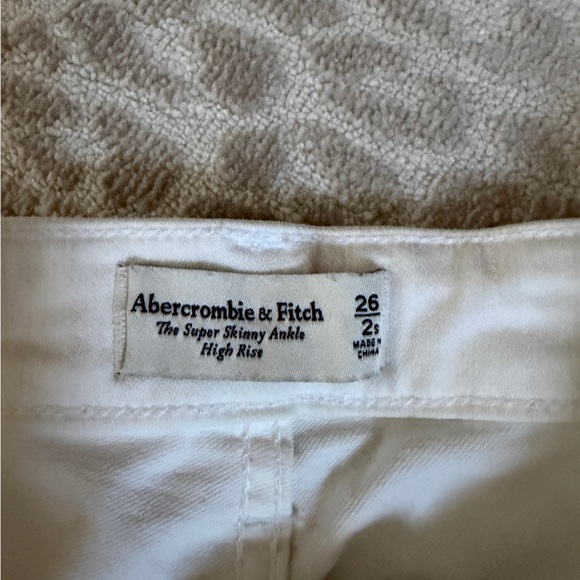 Abercrombie & Fitch
The Super Skinny Ankle
High Rise
26
2s
MADE IN
CHINA